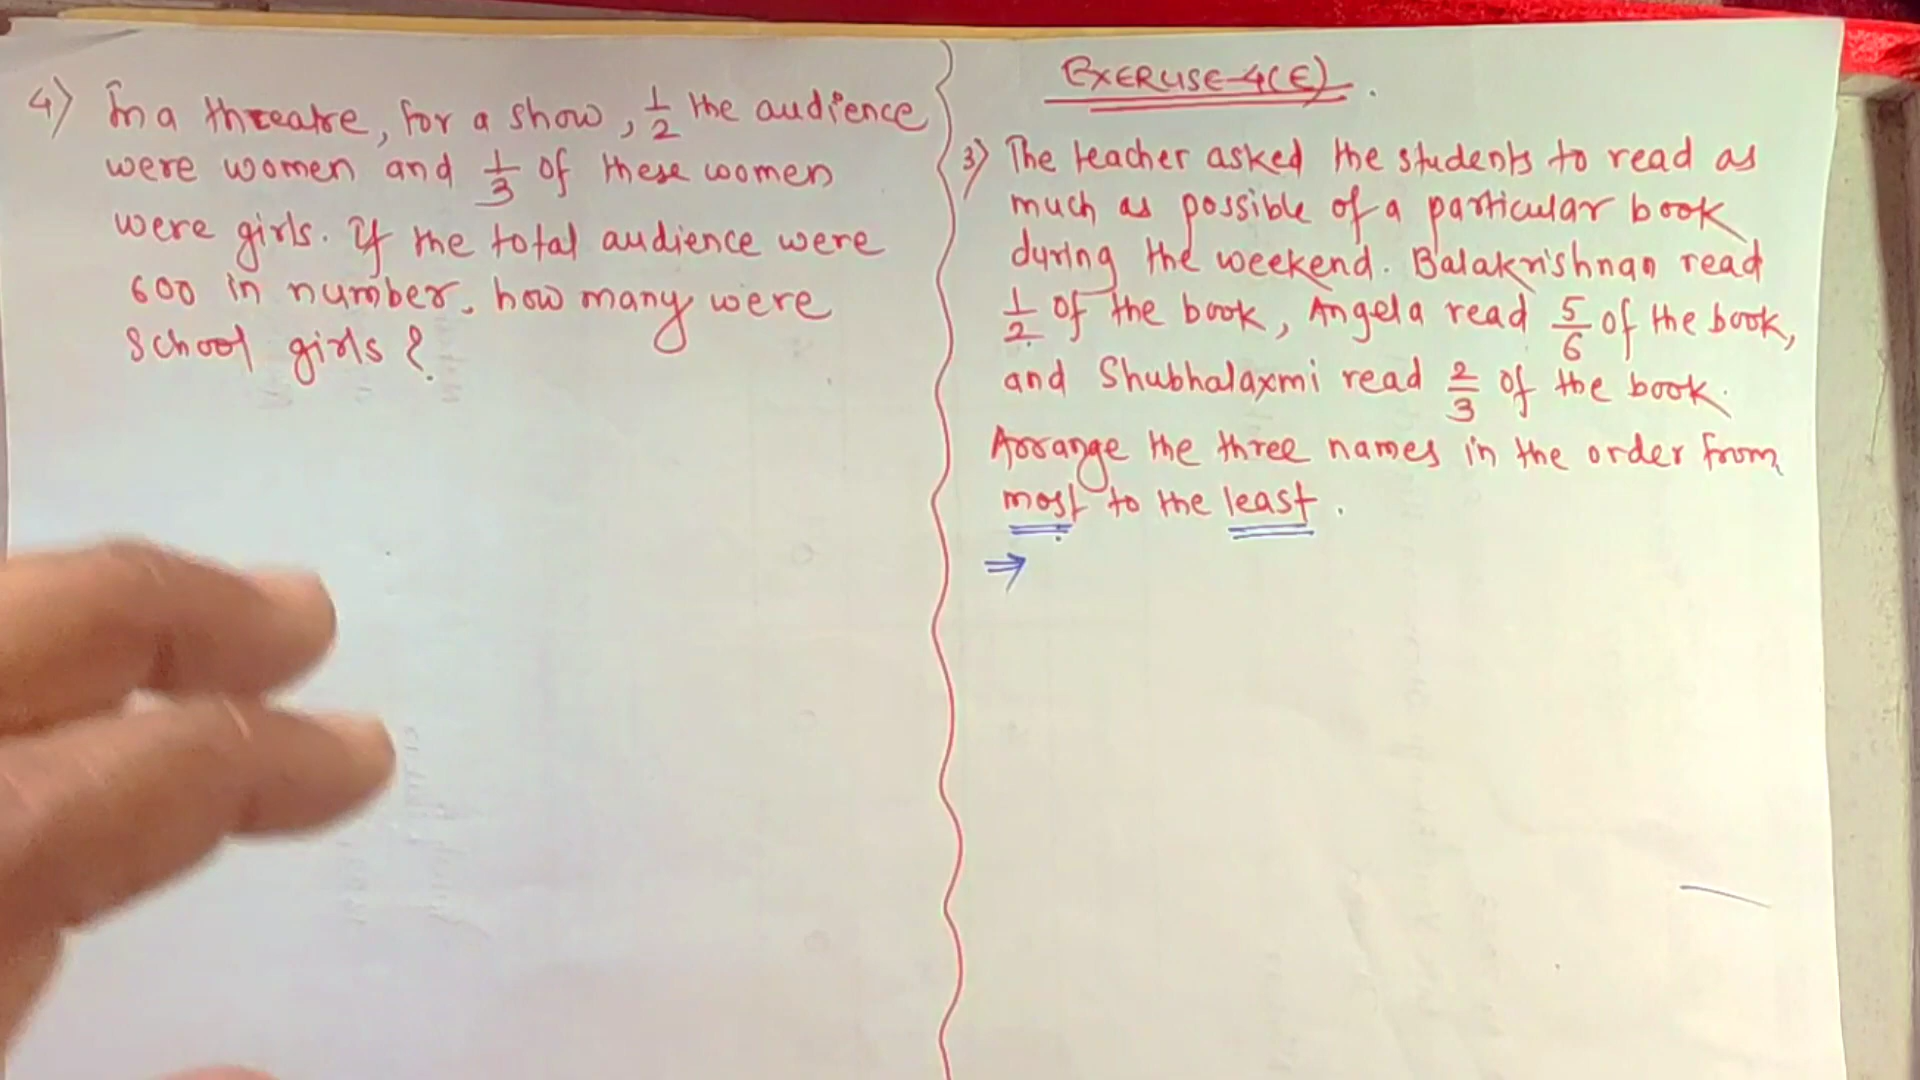 4) In a threatre, for a show, 1/2 the audience
were women and 1/3 of these women
were girls. If the total audience were
600 in number, how many were
School girls?
EXERCISE-4(E).
3) The teacher asked the students to read as
much as possible of a particular book
during the weekend. Balakrishnan read
1/2 of the book, Angela read 5/6 of the book,
and Shubhalaxmi read 2/3 of the book.
Arrange the three names in the order from
most to the least.
⇒